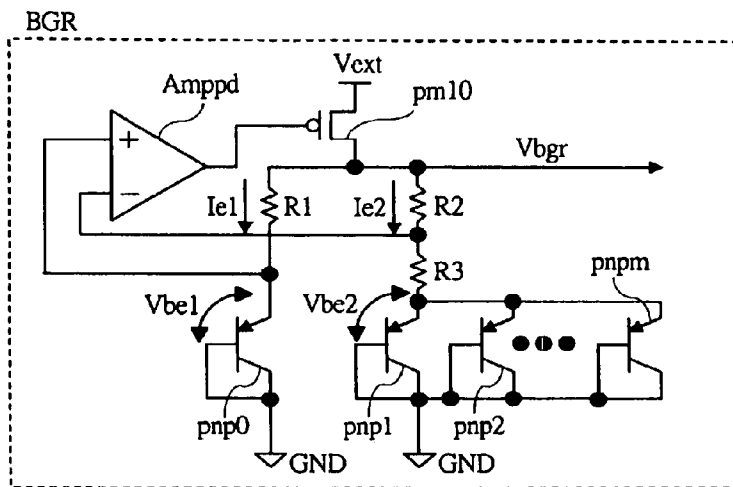 BGR
Amppd
Vext
pm10
Vbgr
+
−
Ie1
R1
Ie2
R2
R3
pnpm
Vbe1
Vbe2
pnp0
pnp1
pnp2
GND
GND